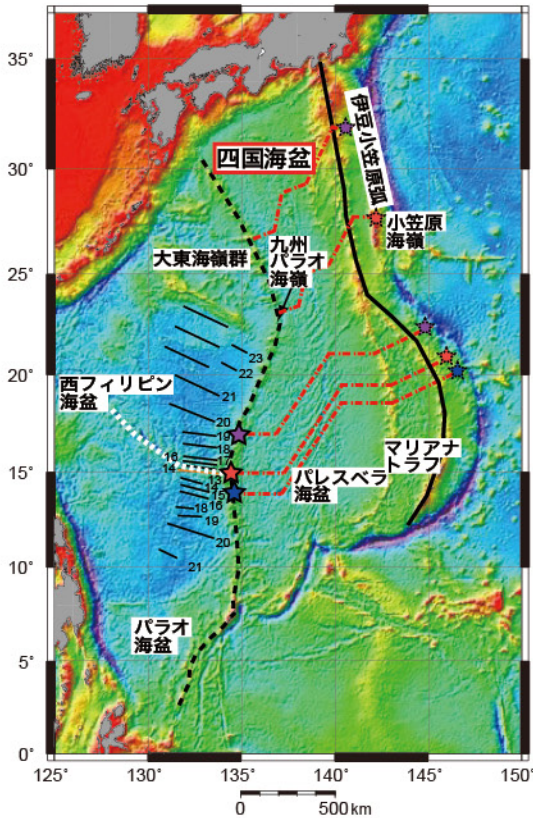 35°
30°
25°
20°
15°
10°
5°
0°
125°
130°
135°
140°
145°
150°
四国海盆
伊豆小笠原弧
小笠原
海嶺
九州
パラオ
海嶺
大東海嶺群
西フィリピン
海盆
23
22
21
20
19
18
17
16
14
13
14
15
16
18
19
20
21
パレスベラ
海盆
マリアナ
トラフ
パラオ
海盆
0
500km